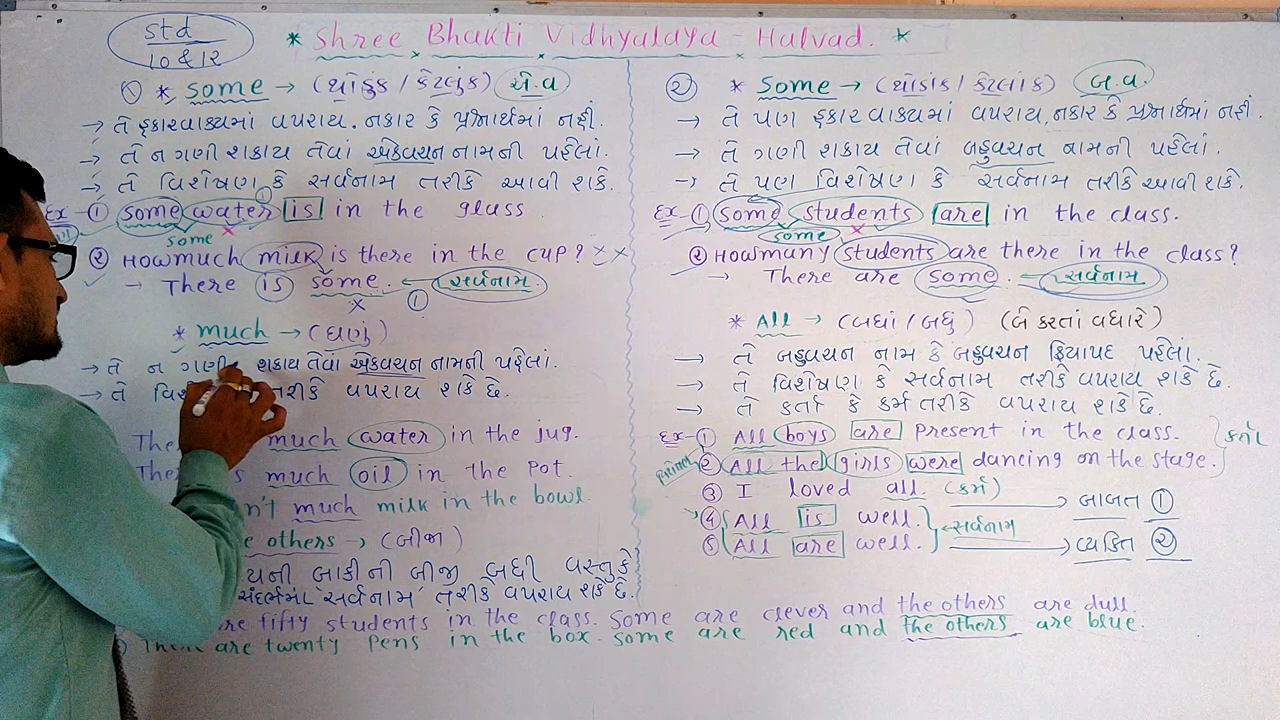 std
10 & 12
* Shree Bhakti Vidhyalaya - Halvad. *
① * some → (થોડુંક / કેટલુંક) એ.વ
→ તે હકારવાક્યમાં વપરાય. નકાર કે પ્રશ્નાર્થમાં નહીં.
→ તે ન ગણી શકાય તેવાં એકવચન નામની પહેલાં.
→ તે વિશેષણ કે સર્વનામ તરીકે આવી શકે.
Ex - ① some water is in the glass.
some
② How much milk is there in the cup?
→ There is some. ← સર્વનામ
①
* much → (ઘણું)
→ તે ન ગણી શકાય તેવાં એકવચન નામની પહેલાં.
→ તે તરીકે વપરાય શકે છે.
much water in the jug.
much oil in the Pot.
n't much milk in the bowl.
others → (બીજા)
બાકીની બીજી બધી વસ્તુ કે
સંદર્ભમાં 'સર્વનામ' તરીકે વપરાય શકે છે.
fifty students in the class. Some are clever and the others are dull.
are twenty Pens in the box. some are red and the others are blue.
② * Some → (થોડાંક / કેટલાંક) બ.વ
→ તે પણ હકારવાક્યમાં વપરાય, નકાર કે પ્રશ્નાર્થમાં નહીં.
→ તે ગણી શકાય તેવાં બહુવચન નામની પહેલાં.
→ તે પણ વિશેષણ કે સર્વનામ તરીકે આવી શકે.
Ex - ① Some students are in the class.
some
② How many students are there in the class?
→ There are some. ← સર્વનામ
* All → (બધાં / બધું) (બે કરતાં વધારે)
→ તે બહુવચન નામ કે બહુવચન ક્રિયાપદ પહેલાં.
→ તે વિશેષણ કે સર્વનામ તરીકે વપરાય શકે છે.
→ તે કર્તા કે કર્મ તરીકે વપરાય શકે છે.
Ex - ① All boys are Present in the class.
② All the girls were dancing on the stage. } કર્તા
③ I loved all. (કર્મ)
④ All is well. → બાબત ①
← સર્વનામ
⑤ All are well. → વ્યક્તિ ②